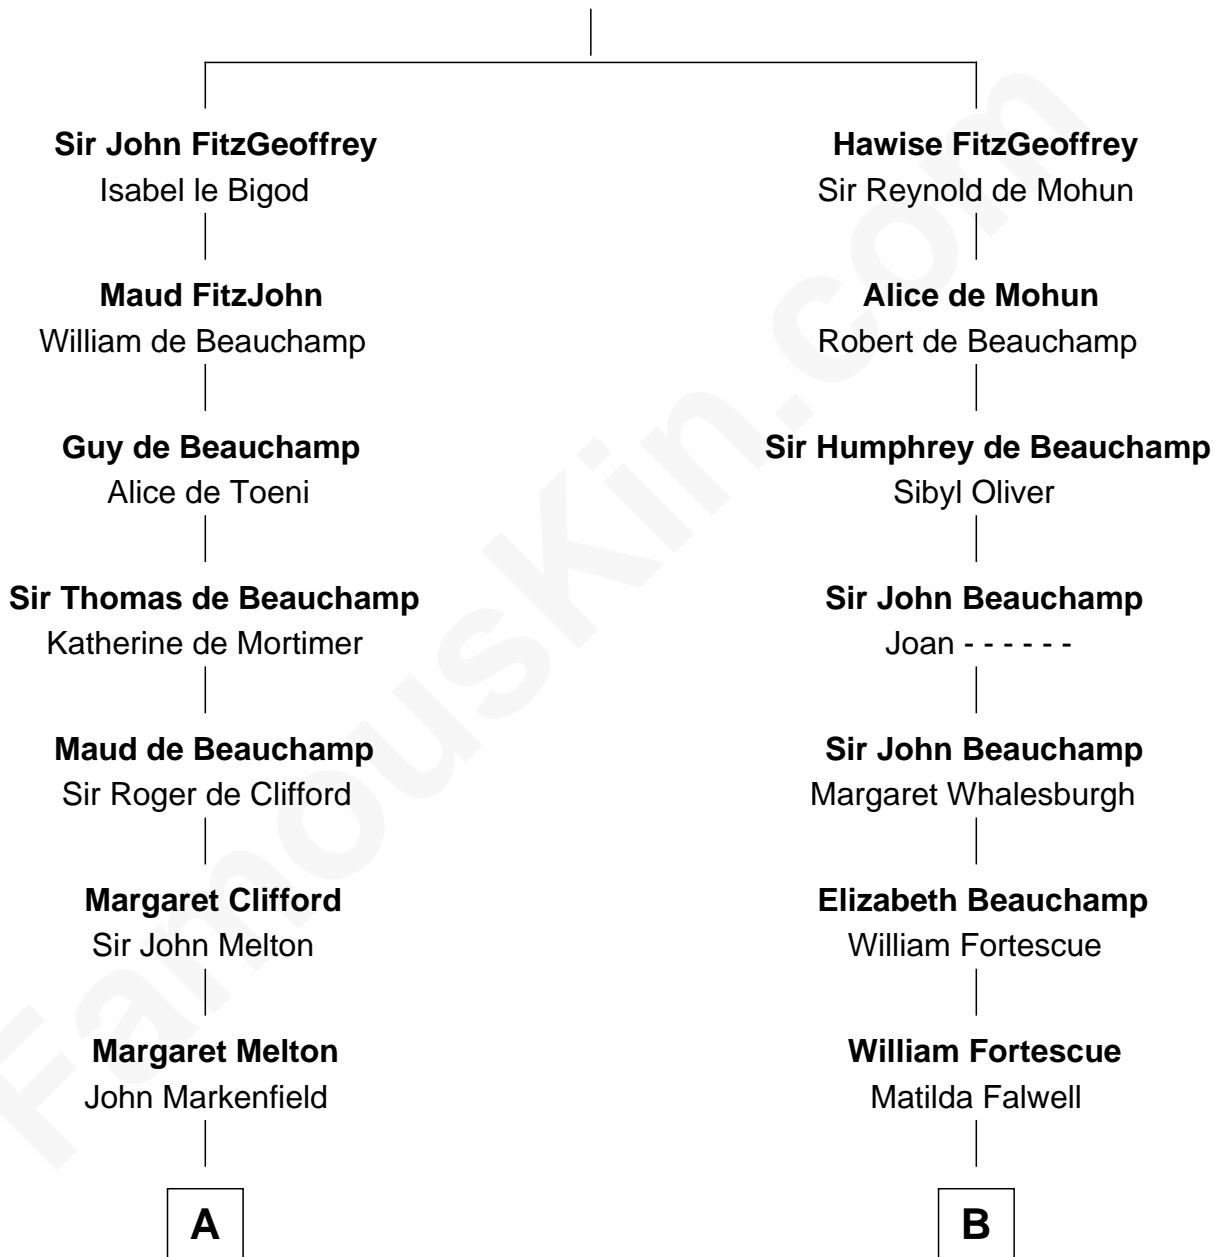 Sir John FitzGeoffrey
Isabel le Bigod
Maud FitzJohn
William de Beauchamp
Guy de Beauchamp
Alice de Toeni
Sir Thomas de Beauchamp
Katherine de Mortimer
Maud de Beauchamp
Sir Roger de Clifford
Margaret Clifford
Sir John Melton
Margaret Melton
John Markenfield
A
Hawise FitzGeoffrey
Sir Reynold de Mohun
Alice de Mohun
Robert de Beauchamp
Sir Humphrey de Beauchamp
Sibyl Oliver
Sir John Beauchamp
Joan - - - - - -
Sir John Beauchamp
Margaret Whalesburgh
Elizabeth Beauchamp
William Fortescue
William Fortescue
Matilda Falwell
B
FamousKin.com